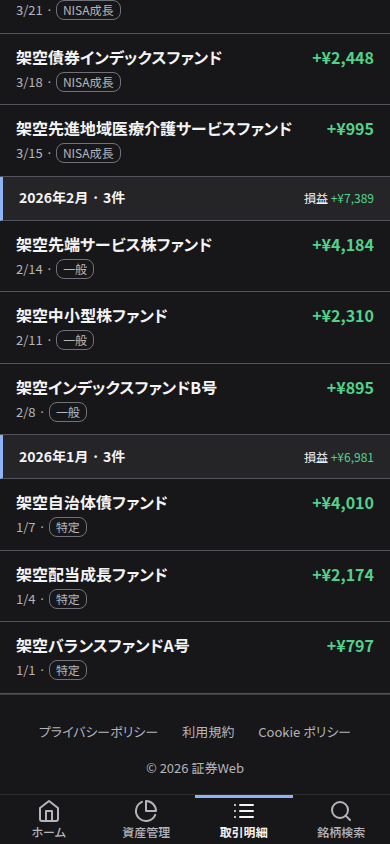 3/21 · NISA成長
架空債券インデックスファンド +¥2,448
3/18 · NISA成長
架空先進地域医療介護サービスファンド +¥995
3/15 · NISA成長
2026年2月・3件 損益 +¥7,389
架空先端サービス株ファンド +¥4,184
2/14 · 一般
架空中小型株ファンド +¥2,310
2/11 · 一般
架空インデックスファンドB号 +¥895
2/8 · 一般
2026年1月・3件 損益 +¥6,981
架空自治体債ファンド +¥4,010
1/7 · 特定
架空配当成長ファンド +¥2,174
1/4 · 特定
架空バランスファンドA号 +¥797
1/1 · 特定
プライバシーポリシー 利用規約 Cookie ポリシー
© 2026 証券Web
ホーム 資産管理 取引明細 銘柄検索